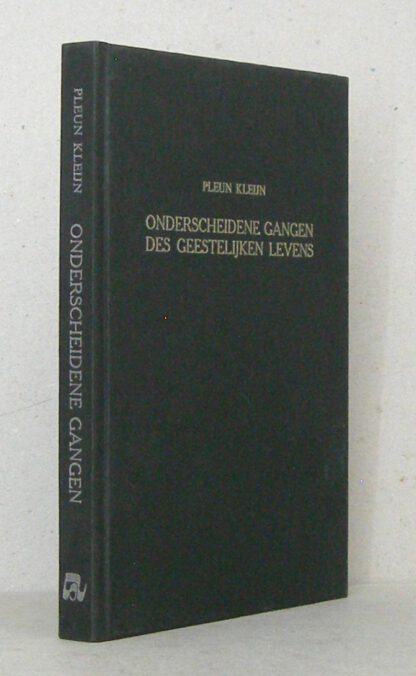 PLEUN KLEIJN
ONDERSCHEIDENE GANGEN
DES GEESTELIJKEN LEVENS
PLEUN KLEIJN
ONDERSCHEIDENE GANGEN